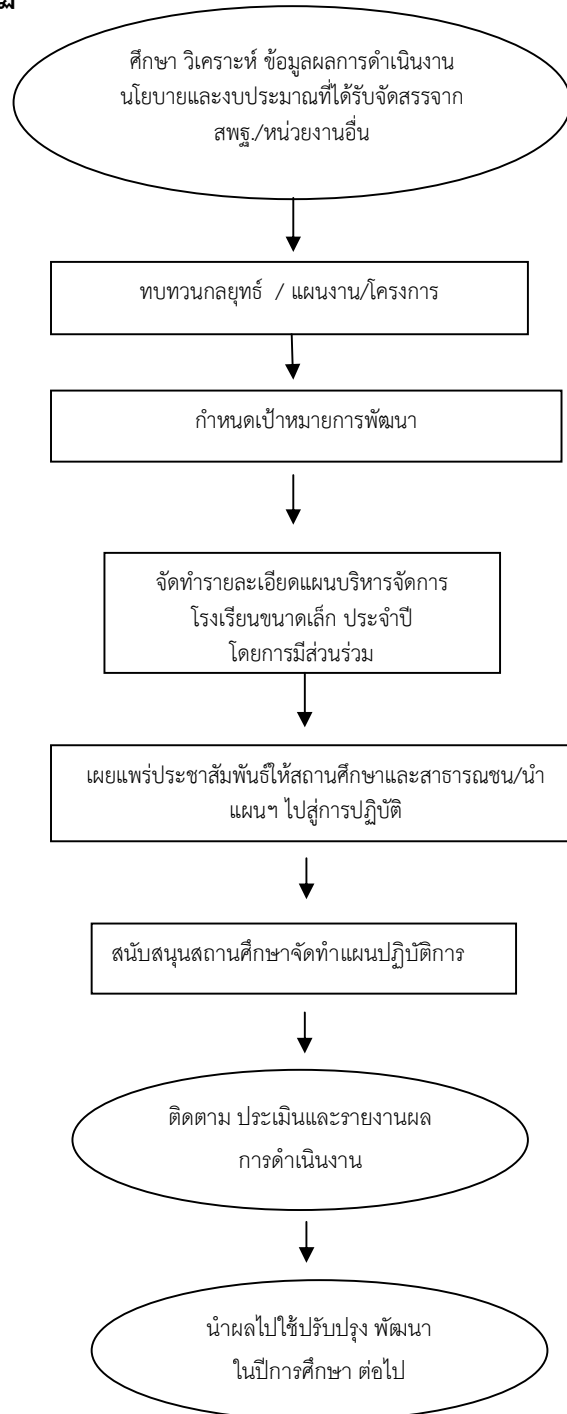 ศึกษา วิเคราะห์ ข้อมูลผลการดำเนินงาน
นโยบายและงบประมาณที่ได้รับจัดสรรจาก
สพฐ./หน่วยงานอื่น
ทบทวนกลยุทธ์ / แผนงาน/โครงการ
กำหนดเป้าหมายการพัฒนา
จัดทำรายละเอียดแผนบริหารจัดการ
โรงเรียนขนาดเล็ก ประจำปี
โดยการมีส่วนร่วม
เผยแพร่ประชาสัมพันธ์ให้สถานศึกษาและสาธารณชน/นำ
แผนฯ ไปสู่การปฏิบัติ
สนับสนุนสถานศึกษาจัดทำแผนปฏิบัติการ
ติดตาม ประเมินและรายงานผล
การดำเนินงาน
นำผลไปใช้ปรับปรุง พัฒนา
ในปีการศึกษา ต่อไป